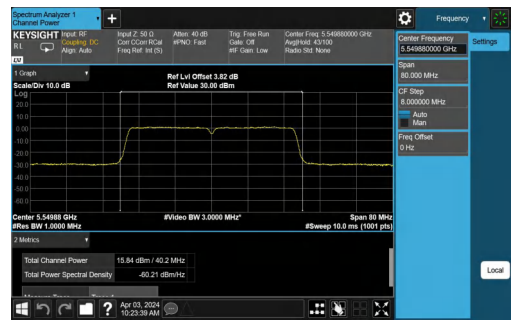 Spectrum Analyzer 1
Channel Power
Frequency
KEYSIGHT
RL
Input: RF
Coupling: DC
Align: Auto
Input Z: 50 Ω
Corr CCorr RCal
Freq Ref: Int (S)
Atten: 40 dB
#PNO: Fast
Trig: Free Run
Gate: Off
#IF Gain: Low
Center Freq: 5.549880000 GHz
Avg|Hold: 43/100
Radio Std: None
LV
Center Frequency
5.549880000 GHz
Settings
Span
80.000 MHz
CF Step
8.000000 MHz
Auto
Man
Freq Offset
0 Hz
1 Graph
Scale/Div 10.0 dB
Ref Lvl Offset 3.82 dB
Ref Value 30.00 dBm
Log
20.0
10.0
0.00
-10.0
-20.0
-30.0
-40.0
-50.0
-60.0
Center 5.54988 GHz
#Res BW 1.0000 MHz
#Video BW 3.0000 MHz*
Span 80 MHz
#Sweep 10.0 ms (1001 pts)
2 Metrics
Total Channel Power 15.84 dBm / 40.2 MHz
Total Power Spectral Density -60.21 dBm/Hz
Local
?
Apr 03, 2024
10:23:39 AM